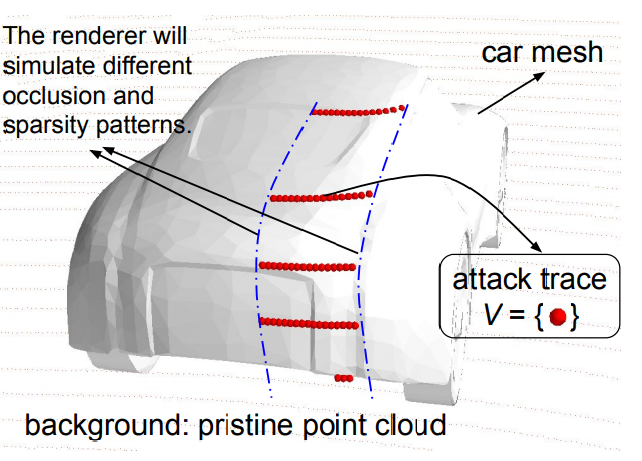 The renderer will
simulate different
occlusion and
sparsity patterns.
car mesh
attack trace
V = { }
background: pristine point cloud